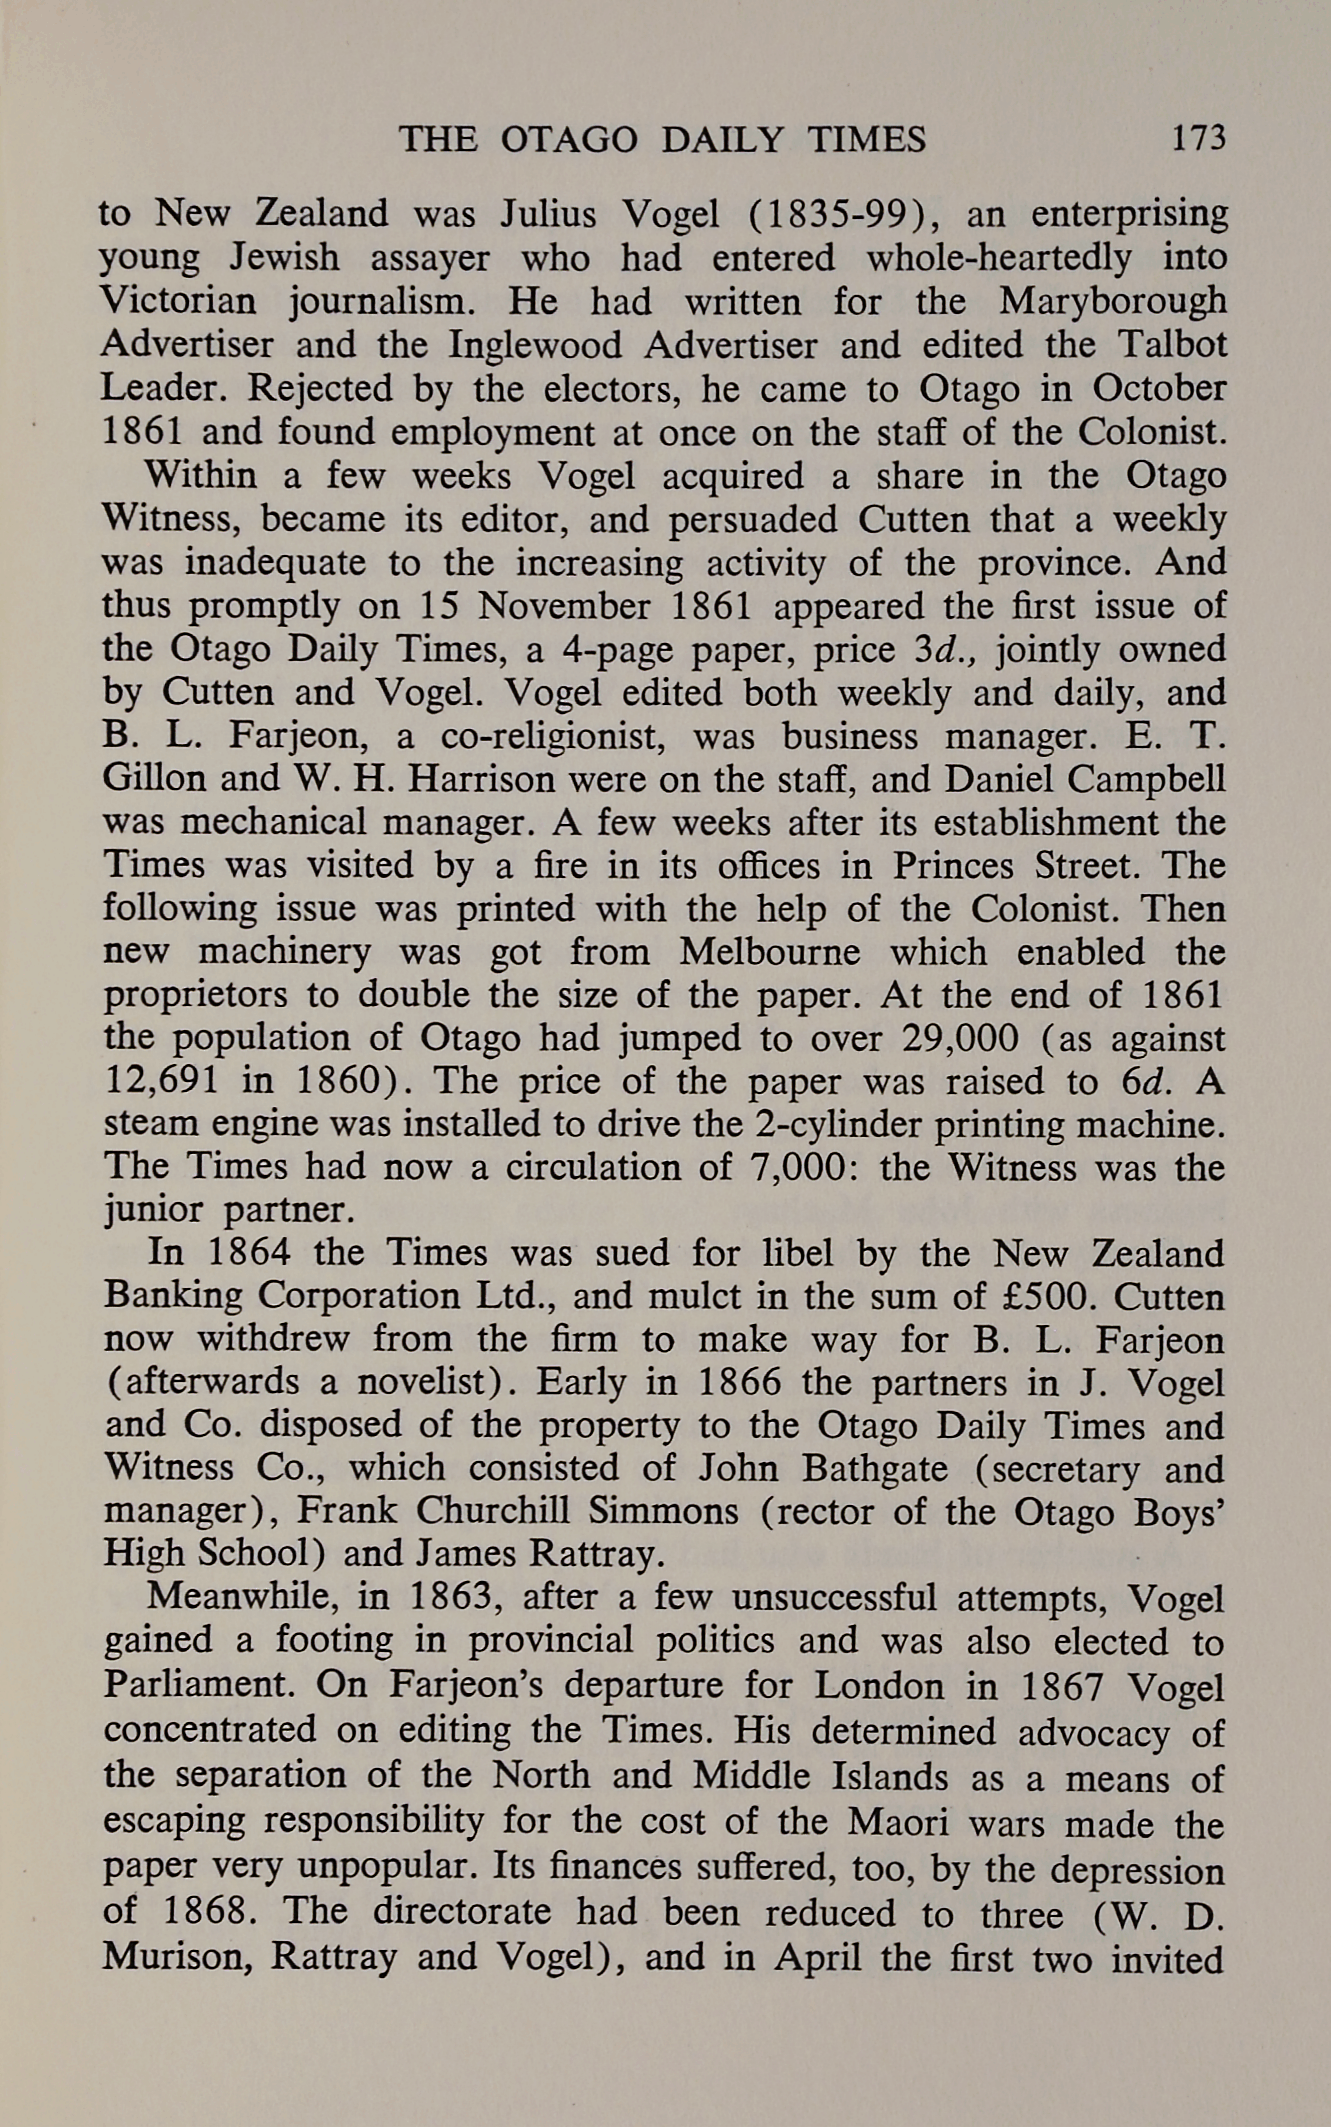 THE OTAGO DAILY TIMES 173
to New Zealand was Julius Vogel (1835-99), an enterprising
young Jewish assayer who had entered whole-heartedly into
Victorian journalism. He had written for the Maryborough
Advertiser and the Inglewood Advertiser and edited the Talbot
Leader. Rejected by the electors, he came to Otago in October
1861 and found employment at once on the staff of the Colonist.
Within a few weeks Vogel acquired a share in the Otago
Witness, became its editor, and persuaded Cutten that a weekly
was inadequate to the increasing activity of the province. And
thus promptly on 15 November 1861 appeared the first issue of
the Otago Daily Times, a 4-page paper, price 3d., jointly owned
by Cutten and Vogel. Vogel edited both weekly and daily, and
B. L. Farjeon, a co-religionist, was business manager. E. T.
Gillon and W. H. Harrison were on the staff, and Daniel Campbell
was mechanical manager. A few weeks after its establishment the
Times was visited by a fire in its offices in Princes Street. The
following issue was printed with the help of the Colonist. Then
new machinery was got from Melbourne which enabled the
proprietors to double the size of the paper. At the end of 1861
the population of Otago had jumped to over 29,000 (as against
12,691 in 1860). The price of the paper was raised to 6d. A
steam engine was installed to drive the 2-cylinder printing machine.
The Times had now a circulation of 7,000: the Witness was the
junior partner.
In 1864 the Times was sued for libel by the New Zealand
Banking Corporation Ltd., and mulct in the sum of £500. Cutten
now withdrew from the firm to make way for B. L. Farjeon
(afterwards a novelist). Early in 1866 the partners in J. Vogel
and Co. disposed of the property to the Otago Daily Times and
Witness Co., which consisted of John Bathgate (secretary and
manager), Frank Churchill Simmons (rector of the Otago Boys'
High School) and James Rattray.
Meanwhile, in 1863, after a few unsuccessful attempts, Vogel
gained a footing in provincial politics and was also elected to
Parliament. On Farjeon's departure for London in 1867 Vogel
concentrated on editing the Times. His determined advocacy of
the separation of the North and Middle Islands as a means of
escaping responsibility for the cost of the Maori wars made the
paper very unpopular. Its finances suffered, too, by the depression
of 1868. The directorate had been reduced to three (W. D.
Murison, Rattray and Vogel), and in April the first two invited